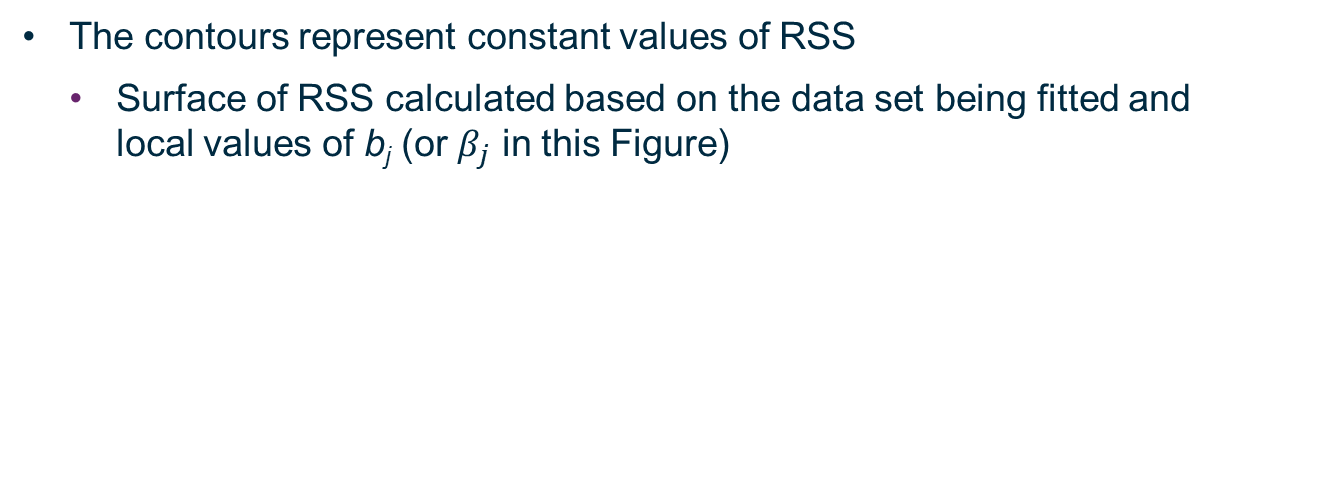 • The contours represent constant values of RSS
• Surface of RSS calculated based on the data set being fitted and
local values of bⱼ (or βⱼ in this Figure)